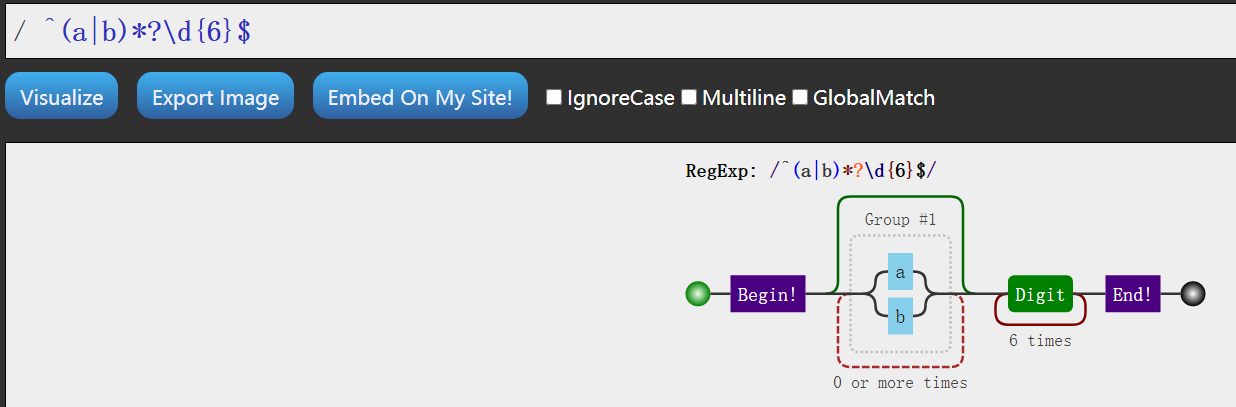 / ^(a|b)*?\d{6}$
Visualize Export Image Embed On My Site! IgnoreCase Multiline GlobalMatch
RegExp: /^(a|b)*?\d{6}$/
Group #1
a
Begin! Digit End!
b
6 times
0 or more times